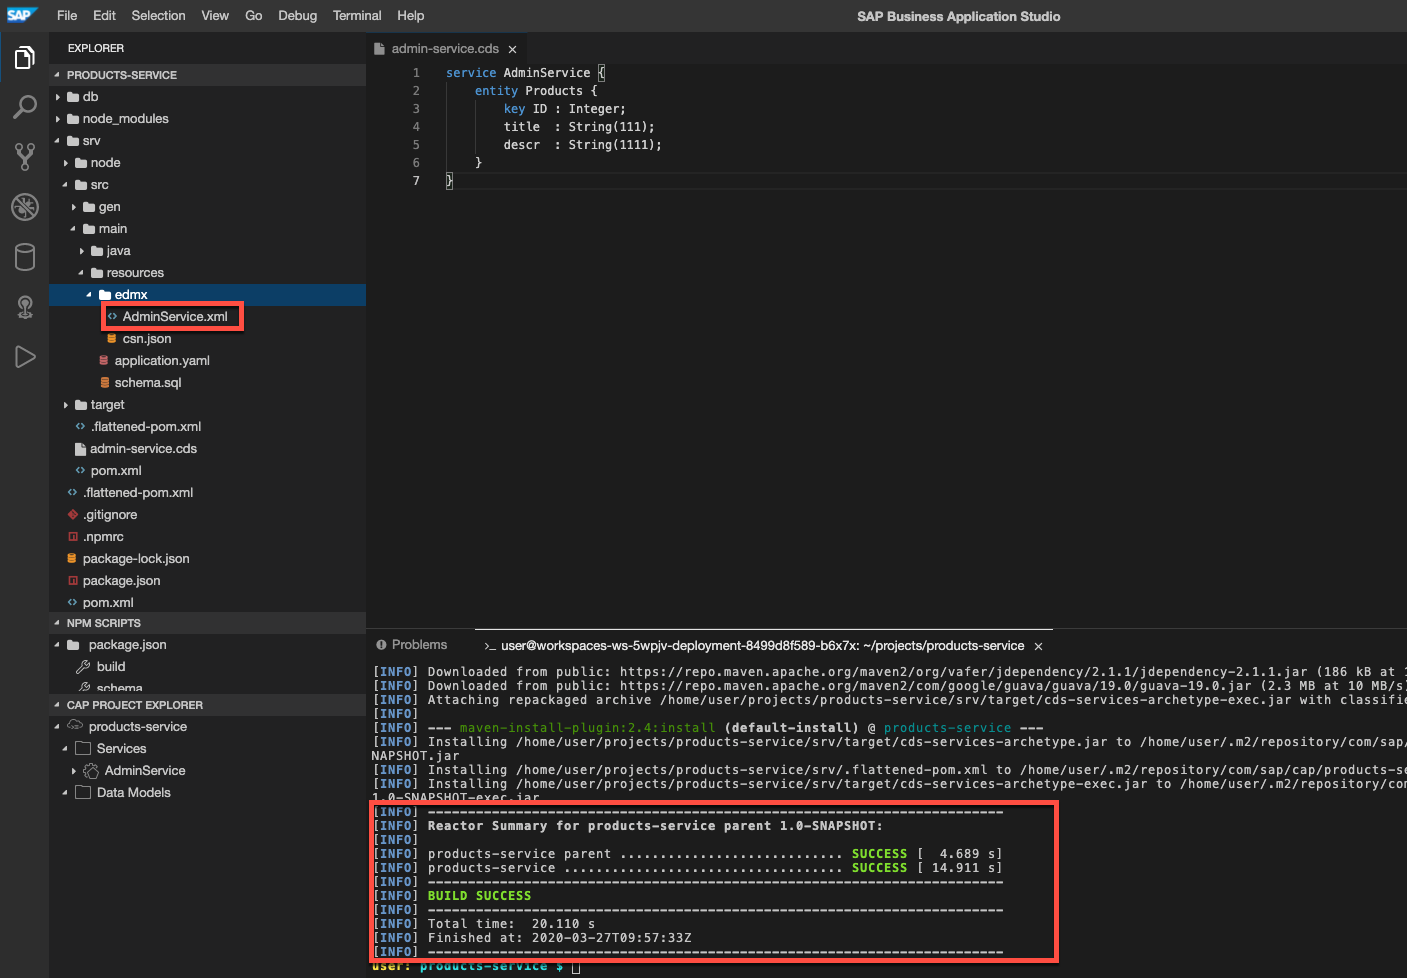 SAP File Edit Selection View Go Debug Terminal Help SAP Business Application Studio
EXPLORER
PRODUCTS-SERVICE
db
node_modules
srv
node
src
gen
main
java
resources
edmx
AdminService.xml
csn.json
application.yaml
schema.sql
target
.flattened-pom.xml
admin-service.cds
pom.xml
.flattened-pom.xml
.gitignore
.npmrc
package-lock.json
package.json
pom.xml
NPM SCRIPTS
package.json
build
schema
CAP PROJECT EXPLORER
products-service
Services
AdminService
Data Models
admin-service.cds ×
1 service AdminService {
2 entity Products {
3 key ID : Integer;
4 title : String(111);
5 descr : String(1111);
6 }
7 }
Problems >_ user@workspaces-ws-5wpjv-deployment-8499d8f589-b6x7x: ~/projects/products-service ×
[INFO] Downloaded from public: https://repo.maven.apache.org/maven2/org/vafer/jdependency/2.1.1/jdependency-2.1.1.jar (186 kB at 1
[INFO] Downloaded from public: https://repo.maven.apache.org/maven2/com/google/guava/guava/19.0/guava-19.0.jar (2.3 MB at 10 MB/s)
[INFO] Attaching repackaged archive /home/user/projects/products-service/srv/target/cds-services-archetype-exec.jar with classifie
[INFO]
[INFO] --- maven-install-plugin:2.4:install (default-install) @ products-service ---
[INFO] Installing /home/user/projects/products-service/srv/target/cds-services-archetype.jar to /home/user/.m2/repository/com/sap/
NAPSHOT.jar
[INFO] Installing /home/user/projects/products-service/srv/.flattened-pom.xml to /home/user/.m2/repository/com/sap/cap/products-se
[INFO] Installing /home/user/projects/products-service/srv/target/cds-services-archetype-exec.jar to /home/user/.m2/repository/com
1.0-SNAPSHOT-exec.jar
[INFO] ------------------------------------------------------------------------
[INFO] Reactor Summary for products-service parent 1.0-SNAPSHOT:
[INFO]
[INFO] products-service parent ............................ SUCCESS [  4.689 s]
[INFO] products-service ................................... SUCCESS [ 14.911 s]
[INFO] ------------------------------------------------------------------------
[INFO] BUILD SUCCESS
[INFO] ------------------------------------------------------------------------
[INFO] Total time:  20.110 s
[INFO] Finished at: 2020-03-27T09:57:33Z
[INFO] ------------------------------------------------------------------------
user: products-service $